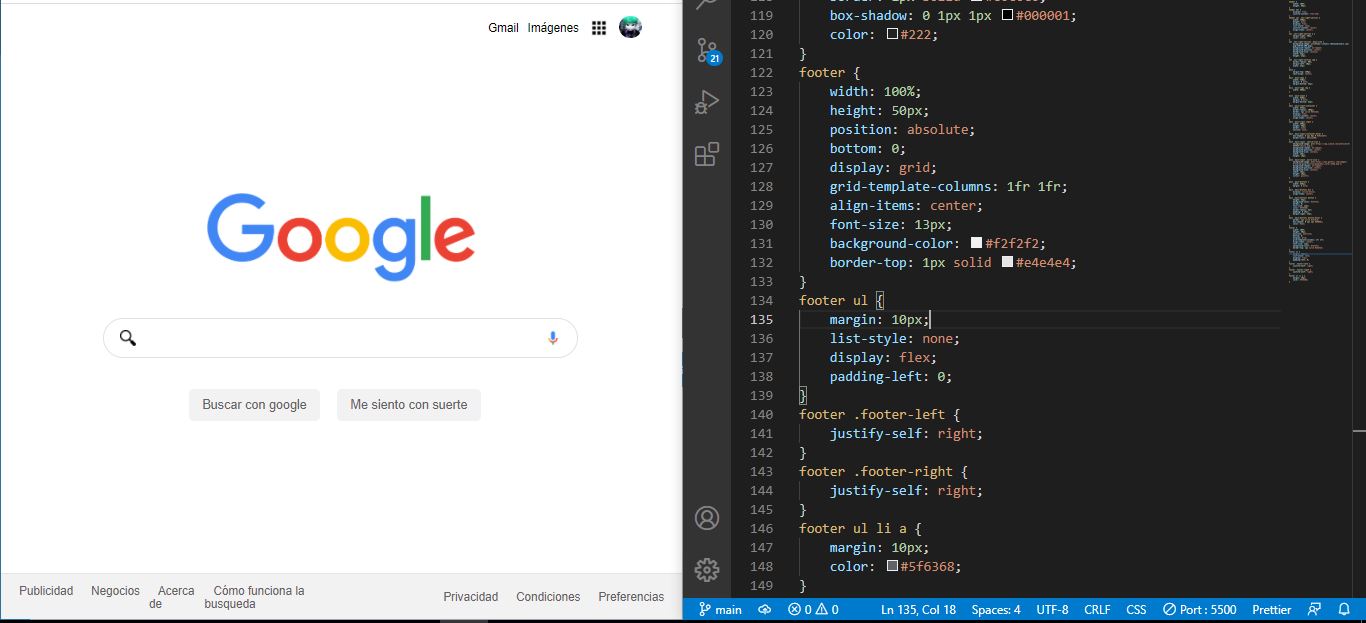 Gmail Imágenes
Google
Buscar con google
Me siento con suerte
Publicidad
Negocios
Acerca
de
Cómo funciona la
busqueda
Privacidad
Condiciones
Preferencias
21
119 box-shadow: 0 1px 1px #000001;
120 color: #222;
121 }
122 footer {
123 width: 100%;
124 height: 50px;
125 position: absolute;
126 bottom: 0;
127 display: grid;
128 grid-template-columns: 1fr 1fr;
129 align-items: center;
130 font-size: 13px;
131 background-color: #f2f2f2;
132 border-top: 1px solid #e4e4e4;
133 }
134 footer ul {
135 margin: 10px;
136 list-style: none;
137 display: flex;
138 padding-left: 0;
139 }
140 footer .footer-left {
141 justify-self: right;
142 }
143 footer .footer-right {
144 justify-self: right;
145 }
146 footer ul li a {
147 margin: 10px;
148 color: #5f6368;
149 }
main 0 0 Ln 135, Col 18 Spaces: 4 UTF-8 CRLF CSS Port : 5500 Prettier